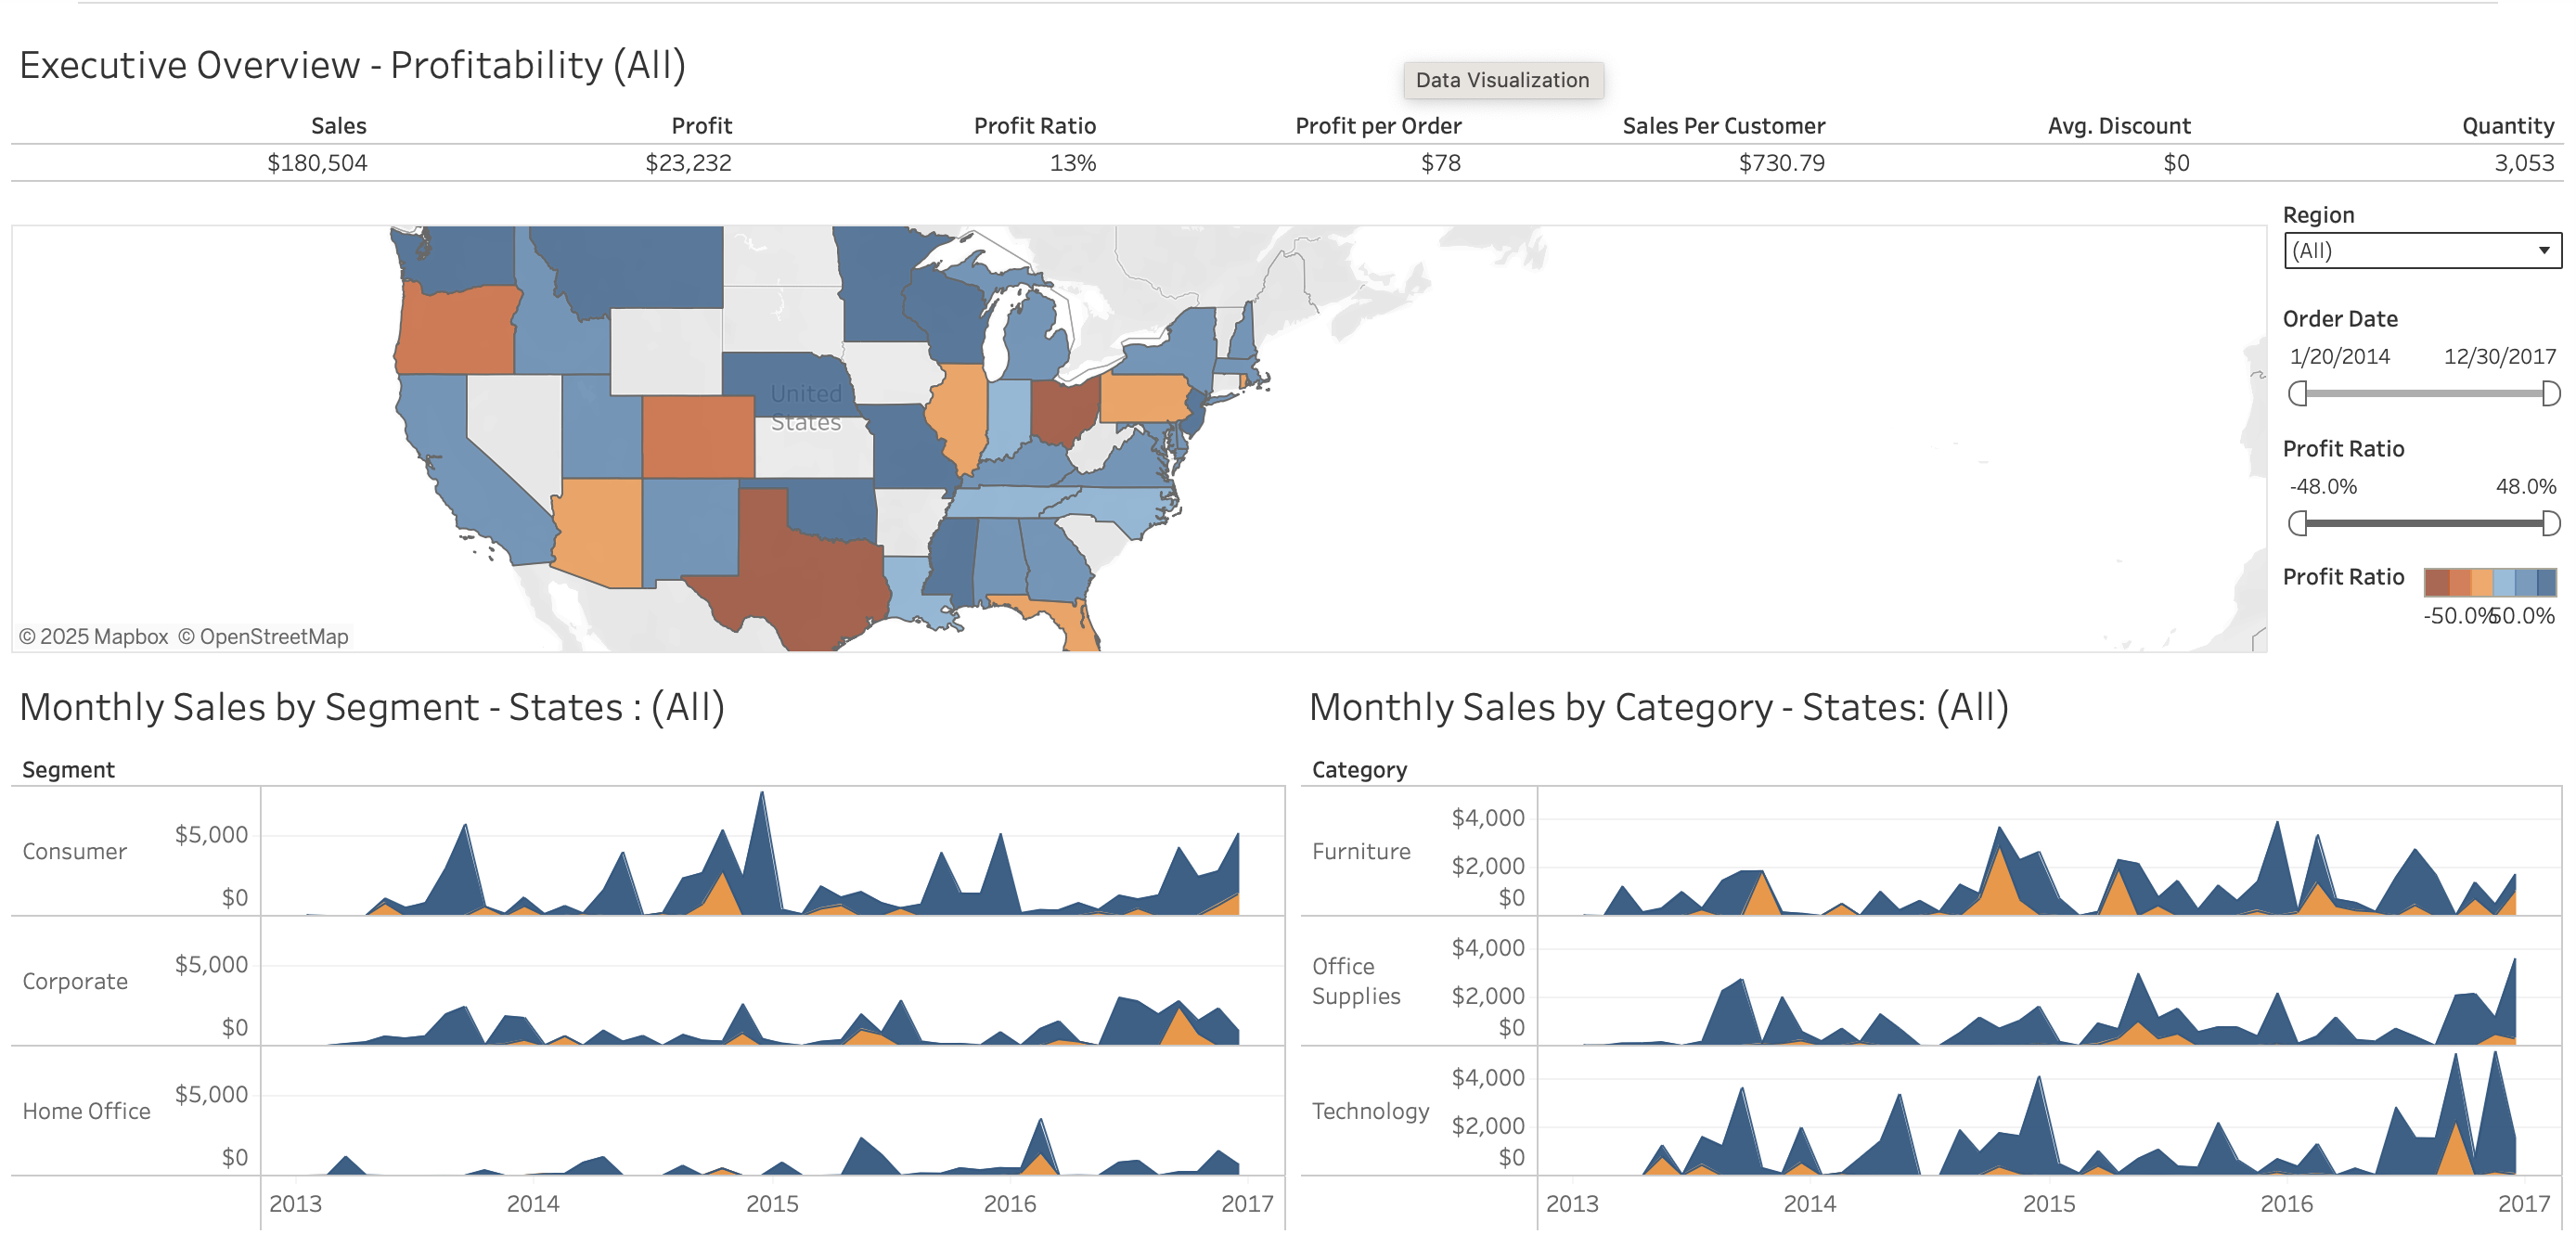 Executive Overview - Profitability (All)
Data Visualization
Sales Profit Profit Ratio Profit per Order Sales Per Customer Avg. Discount Quantity
$180,504 $23,232 13% $78 $730.79 $0 3,053
Region
(All)
Order Date
1/20/2014 12/30/2017
Profit Ratio
-48.0% 48.0%
Profit Ratio
-50.0% 50.0%
United
States
© 2025 Mapbox © OpenStreetMap
Monthly Sales by Segment - States : (All)
Segment
Consumer
$5,000
$0
Corporate
$5,000
$0
Home Office
$5,000
$0
2013 2014 2015 2016 2017
Monthly Sales by Category - States: (All)
Category
Furniture
$4,000
$2,000
$0
Office
Supplies
$4,000
$2,000
$0
Technology
$4,000
$2,000
$0
2013 2014 2015 2016 2017